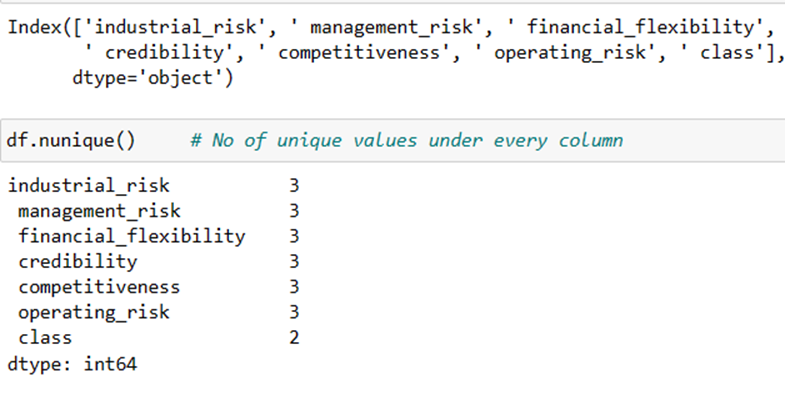 Index(['industrial_risk', ' management_risk', ' financial_flexibility',
' credibility', ' competitiveness', ' operating_risk', ' class'],
dtype='object')
df.nunique()     # No of unique values under every column
industrial_risk 3
management_risk 3
financial_flexibility 3
credibility 3
competitiveness 3
operating_risk 3
class 2
dtype: int64